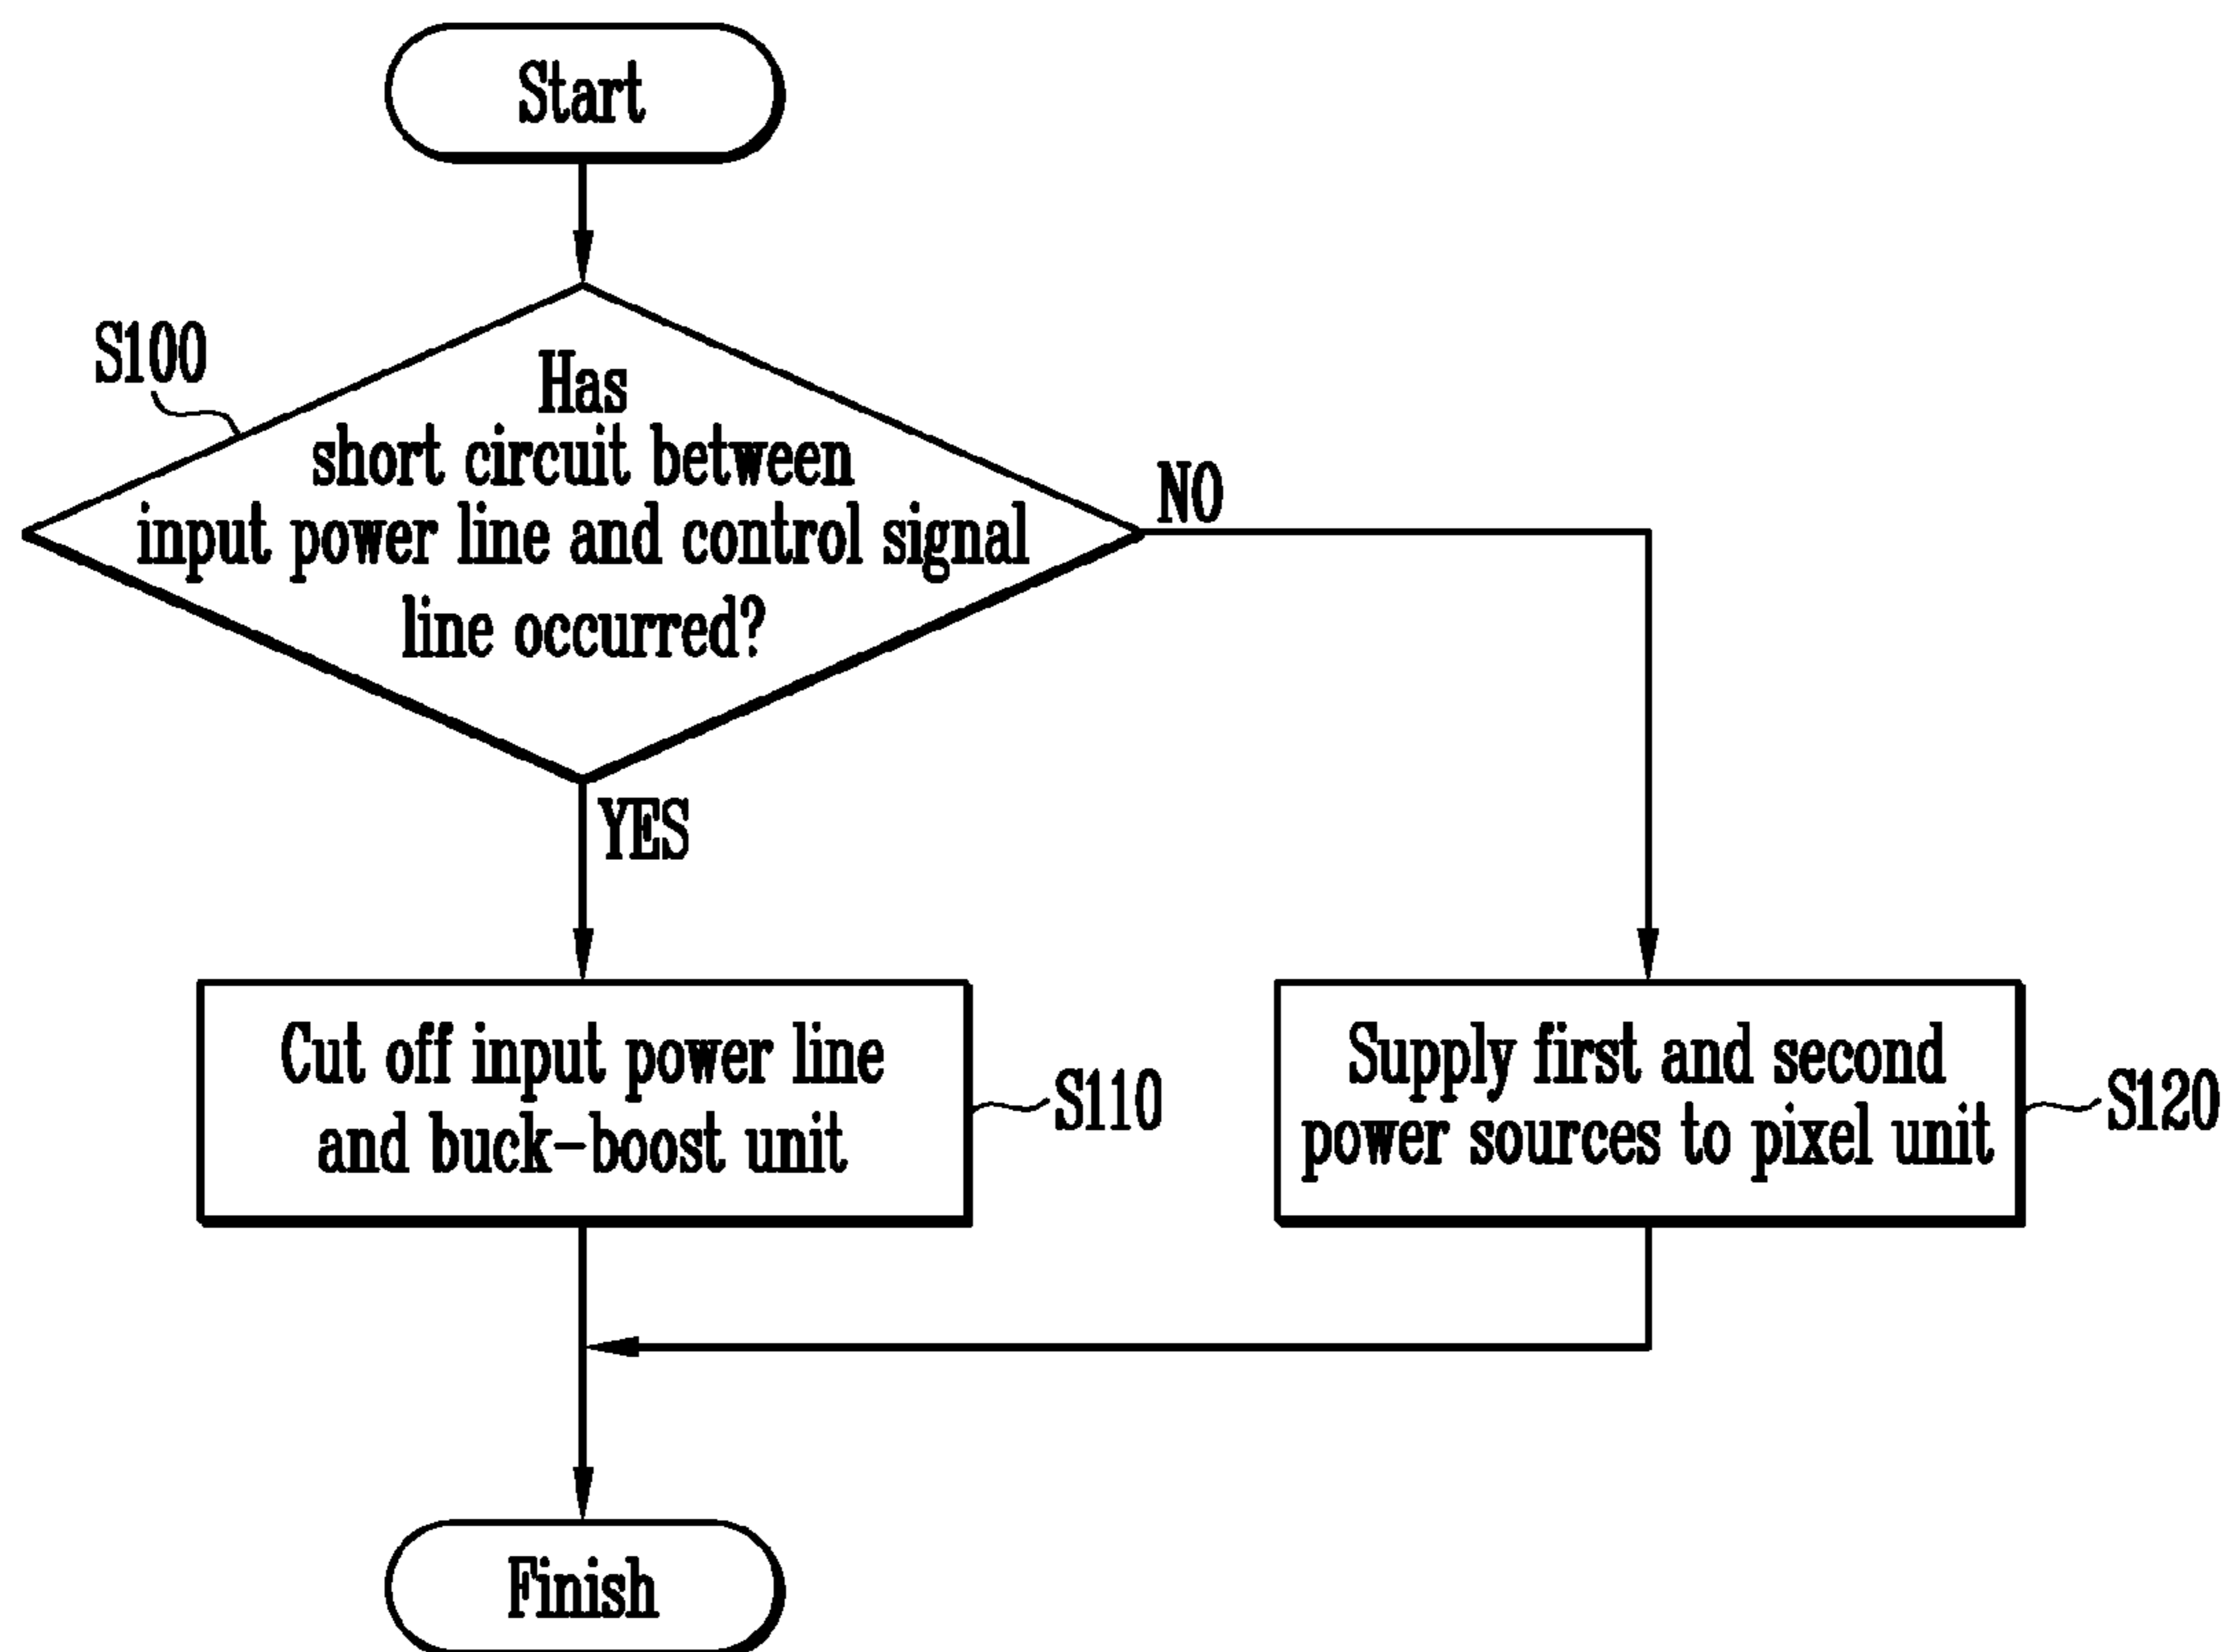 Start
S100
Has
short circuit between
input power line and control signal
line occurred?
NO
YES
Cut off input power line
and buck-boost unit
S110
Supply first and second
power sources to pixel unit
S120
Finish